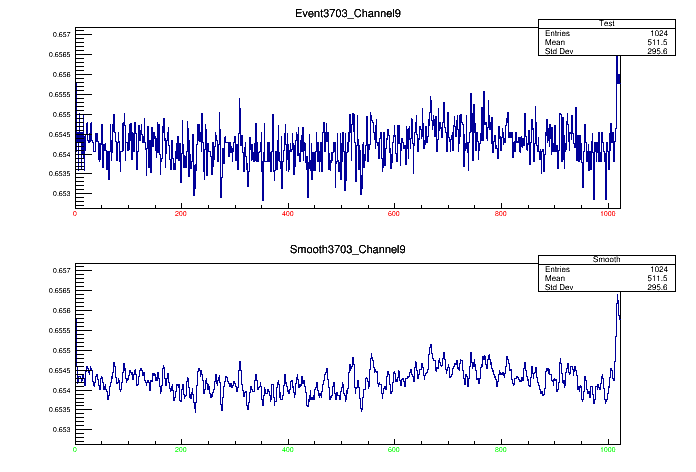 Event3703_Channel9
Test
Entries 1024
Mean 511.5
Std Dev 295.6
0.657
0.6565
0.656
0.6555
0.655
0.6545
0.654
0.6535
0.653
0 200 400 600 800 1000
Smooth3703_Channel9
Smooth
Entries 1024
Mean 511.5
Std Dev 295.6
0.657
0.6565
0.656
0.6555
0.655
0.6545
0.654
0.6535
0.653
0 200 400 600 800 1000